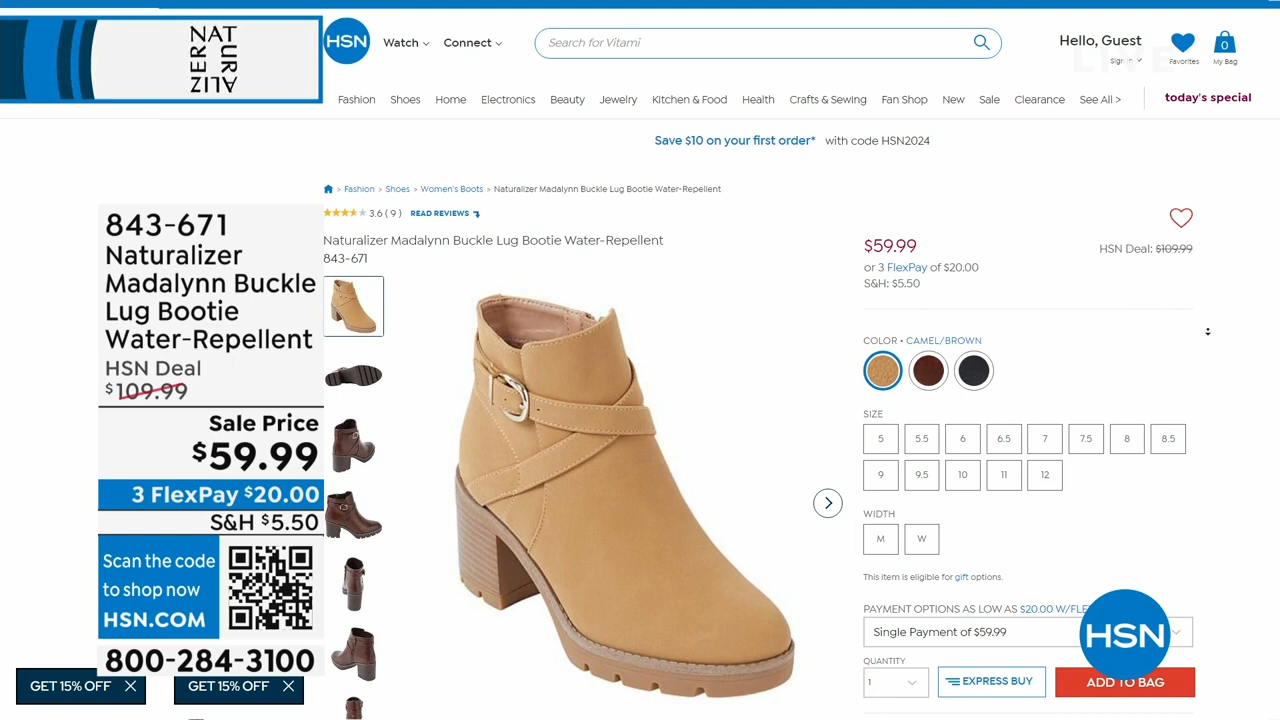 NATURALIZER
HSN
Watch
Connect
Search for Vitami
Hello, Guest
LIVE
Sign In
Favorites
0
My Bag
Fashion Shoes Home Electronics Beauty Jewelry Kitchen & Food Health Crafts & Sewing Fan Shop New Sale Clearance See All > today's special
Save $10 on your first order* with code HSN2024
> Fashion > Shoes > Women's Boots > Naturalizer Madalynn Buckle Lug Bootie Water-Repellent
3.6 ( 9 ) READ REVIEWS
Naturalizer Madalynn Buckle Lug Bootie Water-Repellent
843-671
843-671
Naturalizer
Madalynn Buckle
Lug Bootie
Water-Repellent
HSN Deal
$109.99
Sale Price
$59.99
3 FlexPay $20.00
S&H $5.50
Scan the code
to shop now
HSN.COM
800-284-3100
GET 15% OFF
GET 15% OFF
$59.99
HSN Deal: $109.99
or 3 FlexPay of $20.00
S&H: $5.50
COLOR • CAMEL/BROWN
SIZE
5 5.5 6 6.5 7 7.5 8 8.5
9 9.5 10 11 12
WIDTH
M W
This item is eligible for gift options.
PAYMENT OPTIONS AS LOW AS $20.00 W/FLE
Single Payment of $59.99
HSN
QUANTITY
1
EXPRESS BUY
ADD TO BAG